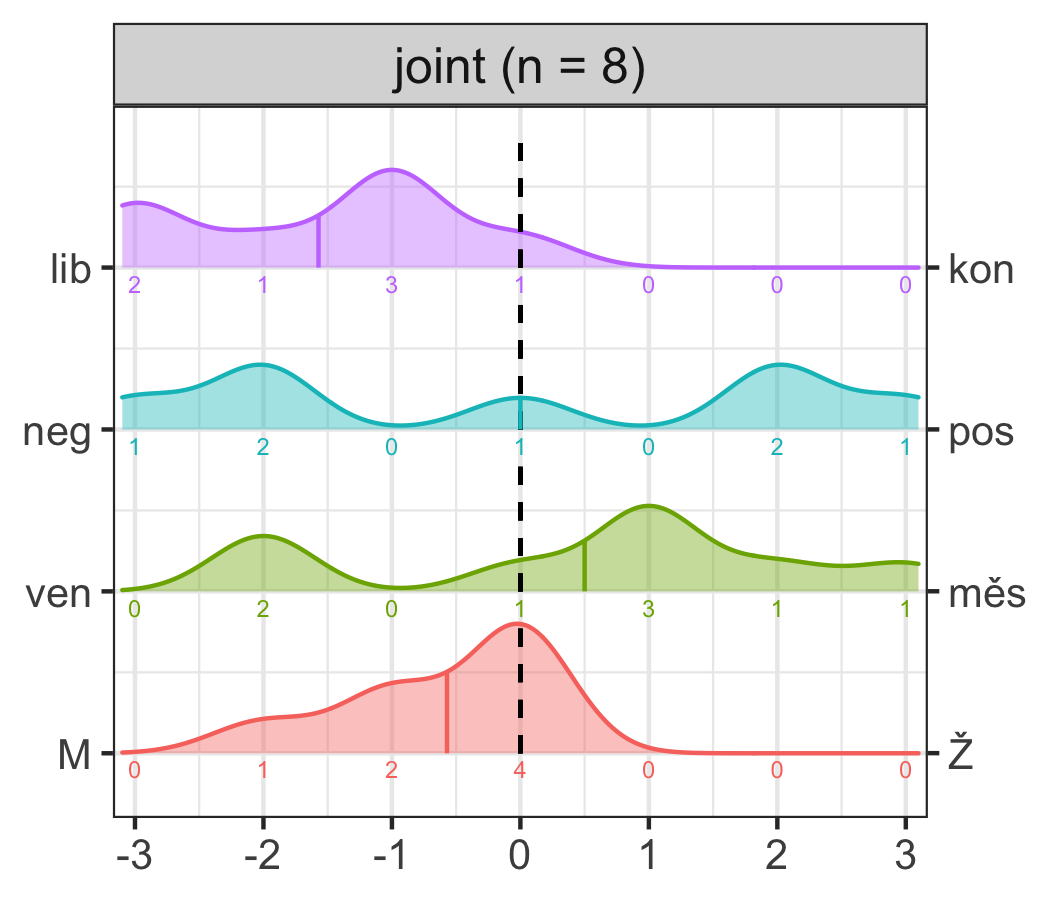 joint (n = 8)
lib kon
2 1 3 1 0 0 0
neg pos
1 2 0 1 0 2 1
ven měs
0 2 0 1 3 1 1
M Ž
0 1 2 4 0 0 0
-3 -2 -1 0 1 2 3